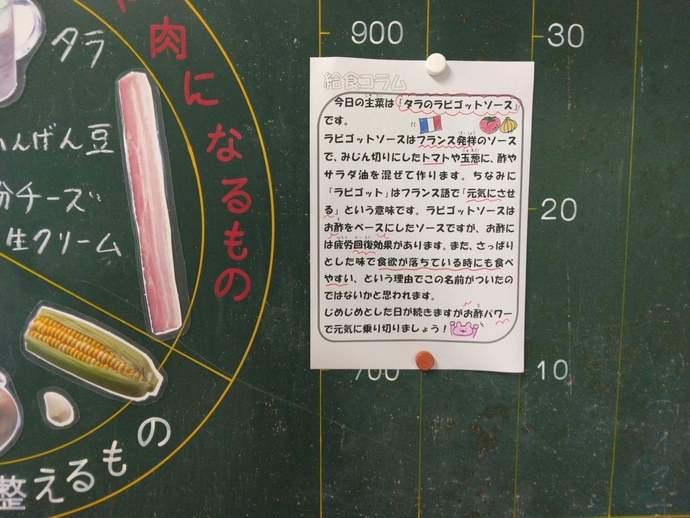 タラ
肉になるもの
んげん豆
チーズ
生クリーム
整えるもの
900
700
30
20
10
給食コラム
今日の主菜は「タラのラビゴットソース」
です。
ラビゴットソースはフランス発祥のソース
で、みじん切りにしたトマトや玉葱に、酢や
サラダ油を混ぜて作ります。ちなみに
「ラビゴット」はフランス語で「元気にさせ
る」という意味です。ラビゴットソースは
お酢をベースにしたソースですが、お酢に
は疲労回復効果があります。また、さっぱり
とした味で食欲が落ちている時にも食べ
やすい、という理由でこの名前がついたの
ではないかと思われます。
じめじめとした日が続きますがお酢パワー
で元気に乗り切りましょう！